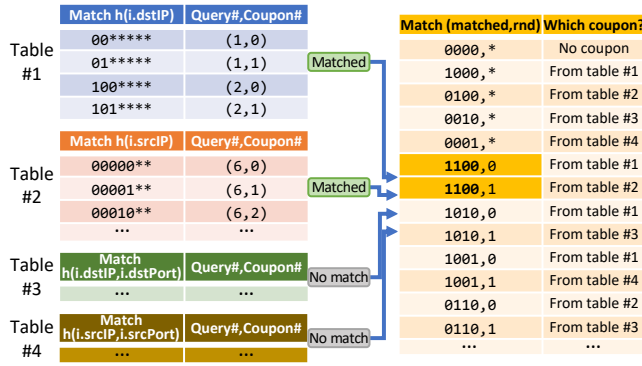 Table #1
Match h(i.dstIP) Query#,Coupon#
00***** (1,0)
01***** (1,1)
100**** (2,0)
101**** (2,1)
Matched
Table #2
Match h(i.srcIP) Query#,Coupon#
00000** (6,0)
00001** (6,1)
00010** (6,2)
... ...
Matched
Table #3
Match h(i.dstIP,i.dstPort) Query#,Coupon#
... ...
No match
Table #4
Match h(i.srcIP,i.srcPort) Query#,Coupon#
... ...
No match
Match (matched,rnd) Which coupon?
0000,* No coupon
1000,* From table #1
0100,* From table #2
0010,* From table #3
0001,* From table #4
1100,0 From table #1
1100,1 From table #2
1010,0 From table #1
1010,1 From table #3
1001,0 From table #1
1001,1 From table #4
0110,0 From table #2
0110,1 From table #3
... ...